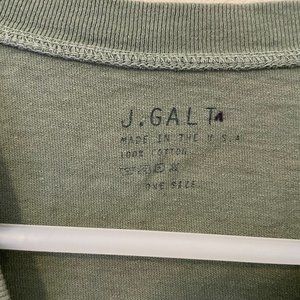 J.GALT
MADE IN THE U.S.A
100% COTTON
ONE SIZE